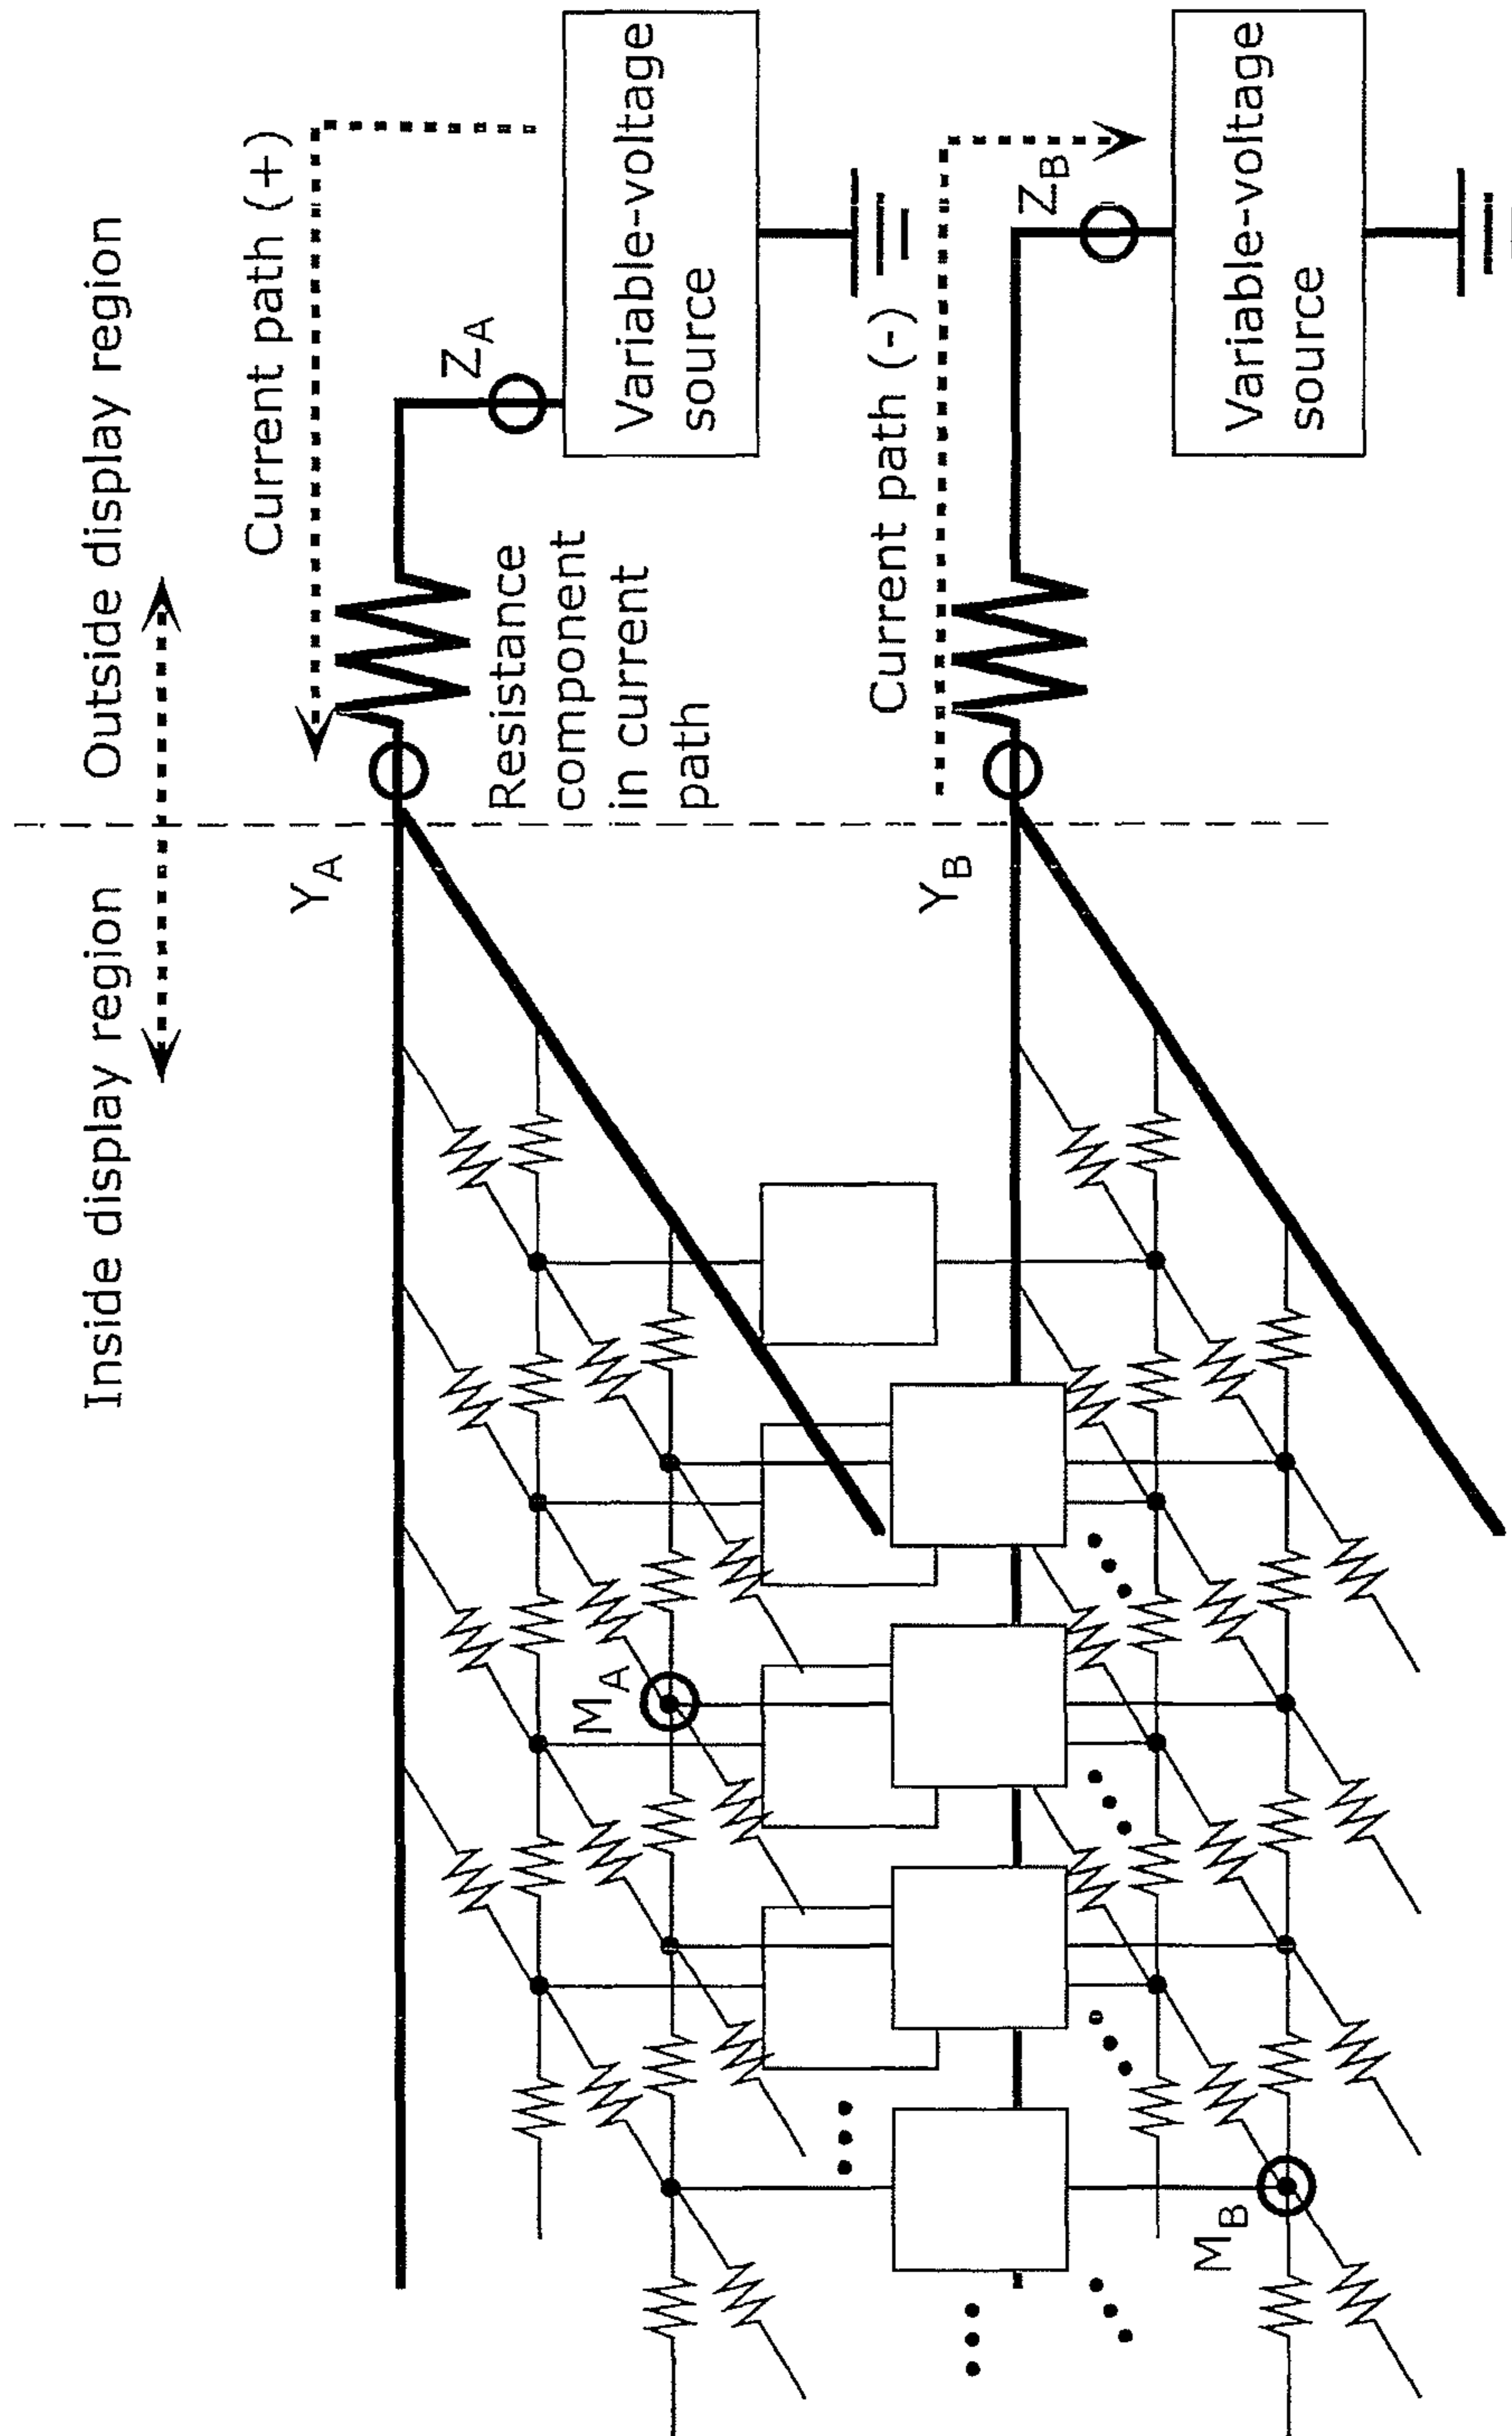 Inside display region
Outside display region
Current path (+)
Y_A
Z_A
Resistance
component
in current
path
Variable-voltage
source
M_A
Current path (-)
Y_B
Z_B
Variable-voltage
source
M_B